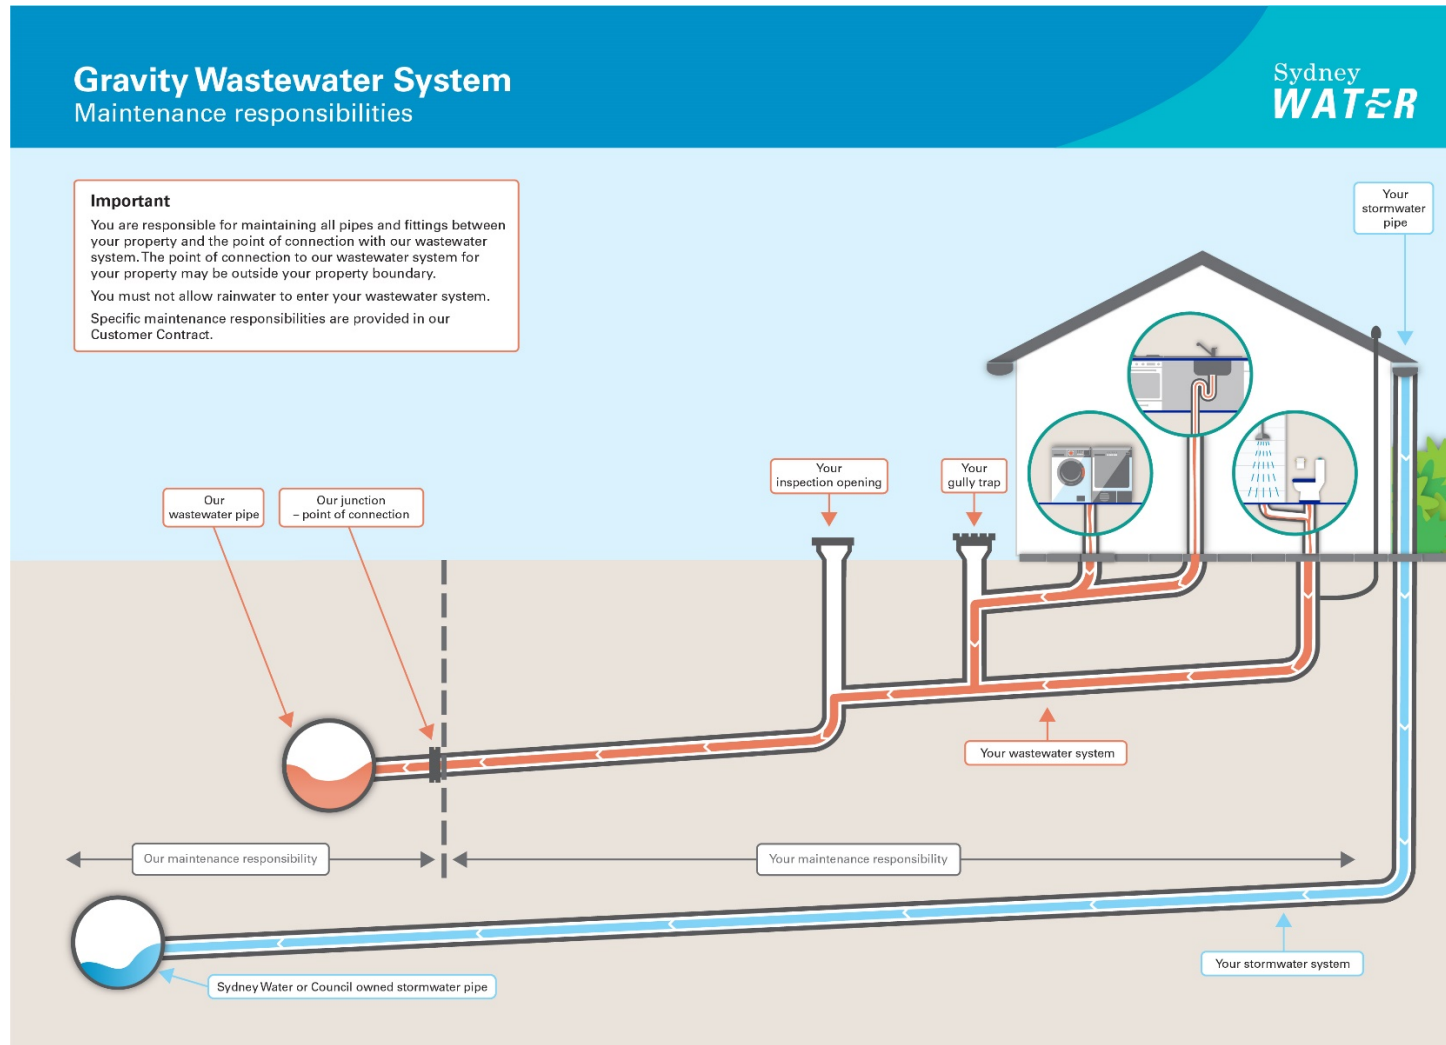 Gravity Wastewater System
Maintenance responsibilities
Sydney
WATER
Important
You are responsible for maintaining all pipes and fittings between
your property and the point of connection with our wastewater
system. The point of connection to our wastewater system for
your property may be outside your property boundary.
You must not allow rainwater to enter your wastewater system.
Specific maintenance responsibilities are provided in our
Customer Contract.
Your
stormwater
pipe
Your
inspection opening
Your
gully trap
Our
wastewater pipe
Our junction
– point of connection
Your wastewater system
Our maintenance responsibility
Your maintenance responsibility
Your stormwater system
Sydney Water or Council owned stormwater pipe